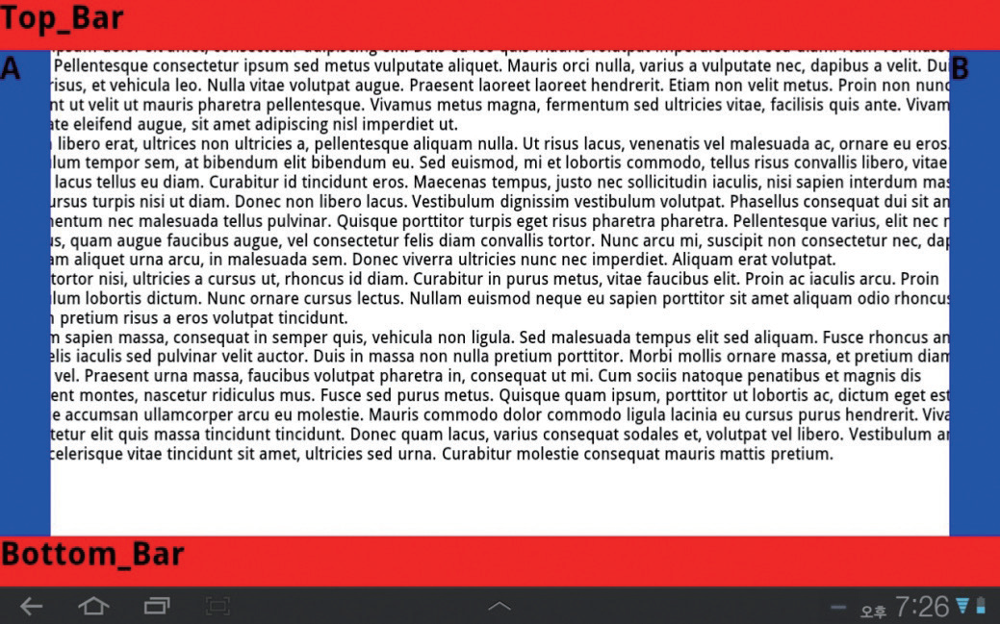 Top_Bar
A
B
Pellentesque consectetur ipsum sed metus vulputate aliquet. Mauris orci nulla, varius a vulputate nec, dapibus a velit. Du
risus, et vehicula leo. Nulla vitae volutpat augue. Praesent laoreet laoreet hendrerit. Etiam non velit metus. Proin non nunc
nt ut velit ut mauris pharetra pellentesque. Vivamus metus magna, fermentum sed ultricies vitae, facilisis quis ante. Vivam
ate eleifend augue, sit amet adipiscing nisl imperdiet ut.
libero erat, ultrices non ultricies a, pellentesque aliquam nulla. Ut risus lacus, venenatis vel malesuada ac, ornare eu eros.
lum tempor sem, at bibendum elit bibendum eu. Sed euismod, mi et lobortis commodo, tellus risus convallis libero, vitae
lacus tellus eu diam. Curabitur id tincidunt eros. Maecenas tempus, justo nec sollicitudin iaculis, nisi sapien interdum mas
ursus turpis nisi ut diam. Donec non libero lacus. Vestibulum dignissim vestibulum volutpat. Phasellus consequat dui sit am
nentum nec malesuada tellus pulvinar. Quisque porttitor turpis eget risus pharetra pharetra. Pellentesque varius, elit nec
us, quam augue faucibus augue, vel consectetur felis diam convallis tortor. Nunc arcu mi, suscipit non consectetur nec, dap
am aliquet urna arcu, in malesuada sem. Donec viverra ultricies nunc nec imperdiet. Aliquam erat volutpat.
tortor nisi, ultricies a cursus ut, rhoncus id diam. Curabitur in purus metus, vitae faucibus elit. Proin ac iaculis arcu. Proin
lum lobortis dictum. Nunc ornare cursus lectus. Nullam euismod neque eu sapien porttitor sit amet aliquam odio rhoncus
pretium risus a eros volutpat tincidunt.
m sapien massa, consequat in semper quis, vehicula non ligula. Sed malesuada tempus elit sed aliquam. Fusce rhoncus an
elis iaculis sed pulvinar velit auctor. Duis in massa non nulla pretium porttitor. Morbi mollis ornare massa, et pretium diam
vel. Praesent urna massa, faucibus volutpat pharetra in, consequat ut mi. Cum sociis natoque penatibus et magnis dis
ent montes, nascetur ridiculus mus. Fusce sed purus metus. Quisque quam ipsum, porttitor ut lobortis ac, dictum eget est
e accumsan ullamcorper arcu eu molestie. Mauris commodo dolor commodo ligula lacinia eu cursus purus hendrerit. Viva
tetur elit quis massa tincidunt tincidunt. Donec quam lacus, varius consequat sodales et, volutpat vel libero. Vestibulum an
celerisque vitae tincidunt sit amet, ultricies sed urna. Curabitur molestie consequat mauris mattis pretium.
Bottom_Bar
오후 7:26